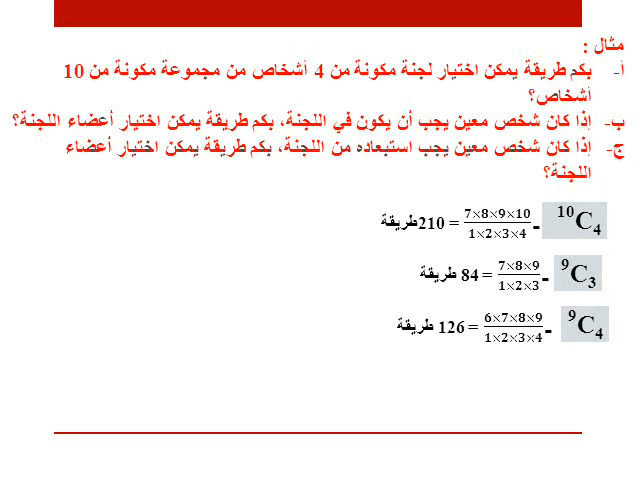 مثال :
أ- بكم طريقة يمكن اختيار لجنة مكونة من 4 أشخاص من مجموعة مكونة من 10
أشخاص؟
ب- إذا كان شخص معين يجب أن يكون في اللجنة، بكم طريقة يمكن اختيار أعضاء اللجنة؟
ج- إذا كان شخص معين يجب استبعاده من اللجنة، بكم طريقة يمكن اختيار أعضاء
اللجنة؟
¹⁰C₄ - (7×8×9×10)/(1×2×3×4) = 210طريقة
⁹C₃ - (7×8×9)/(1×2×3) = 84 طريقة
⁹C₄ - (6×7×8×9)/(1×2×3×4) = 126 طريقة